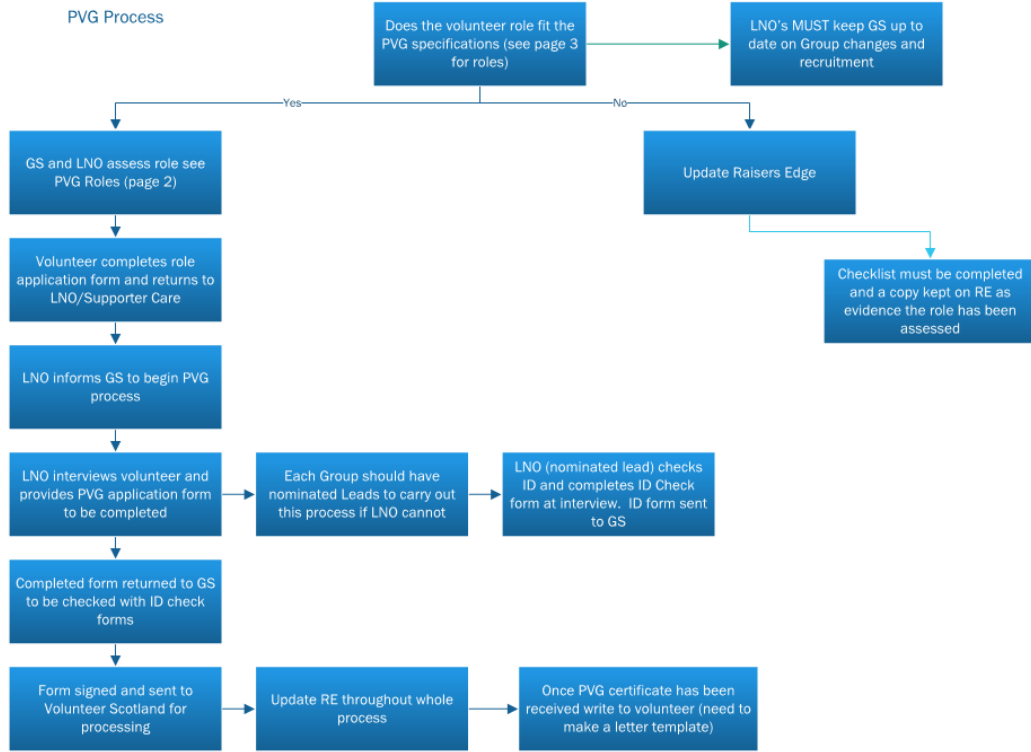 PVG Process
Does the volunteer role fit
the PVG specifications (see page 3
for roles)
LNO's MUST keep GS up to
date on Group changes and
recruitment
Yes
No
GS and LNO assess role see
PVG Roles (page 2)
Update Raisers Edge
Volunteer completes role
application form and returns to
LNO/Supporter Care
Checklist must be completed
and a copy kept on RE as
evidence the role has been
assessed
LNO informs GS to begin PVG
process
LNO interviews volunteer and
provides PVG application form
to be completed
Each Group should have
nominated Leads to carry out
this process if LNO cannot
LNO (nominated lead) checks
ID and completes ID Check
form at interview.  ID form sent
to GS
Completed form returned to GS
to be checked with ID check
forms
Form signed and sent to
Volunteer Scotland for
processing
Update RE throughout whole
process
Once PVG certificate has been
received write to volunteer (need to
make a letter template)